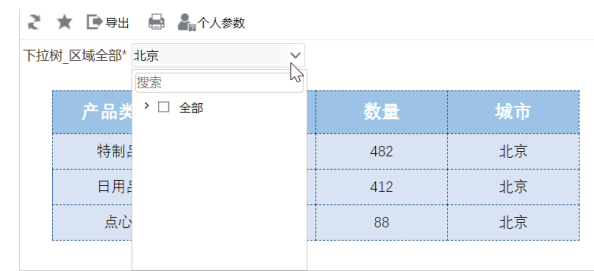 导出 个人参数
下拉树_区域全部* 北京
搜索
全部
产品类 数量 城市
特制 482 北京
日用 412 北京
点心 88 北京